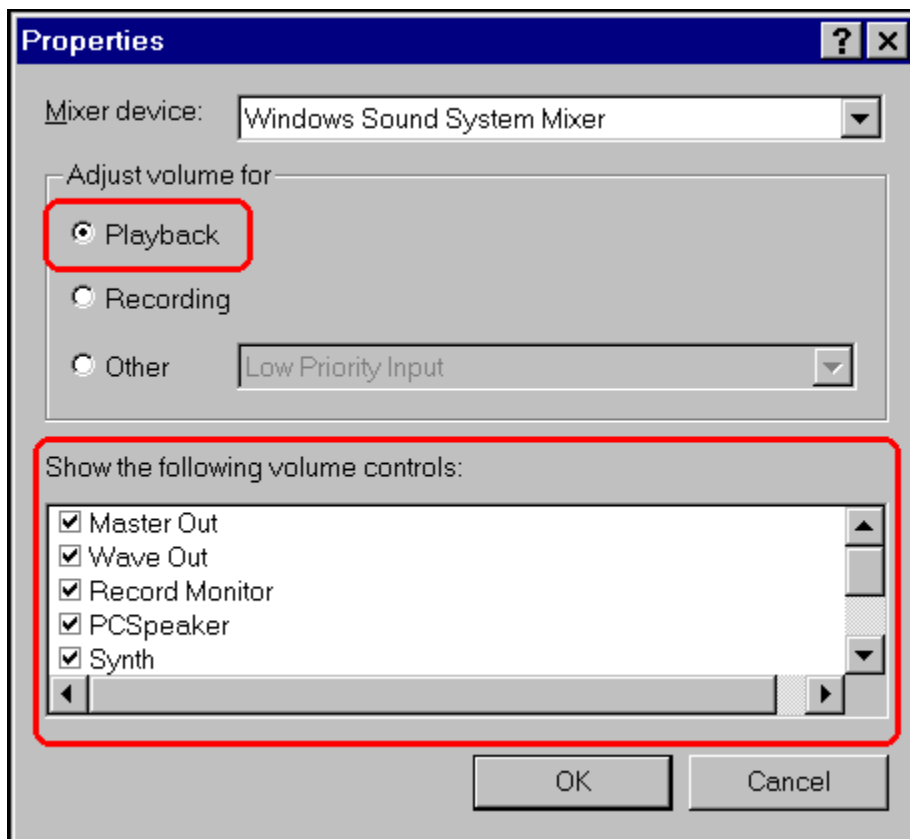 Properties
Mixer device: Windows Sound System Mixer
Adjust volume for
Playback
Recording
Other Low Priority Input
Show the following volume controls:
Master Out
Wave Out
Record Monitor
PCSpeaker
Synth
OK Cancel